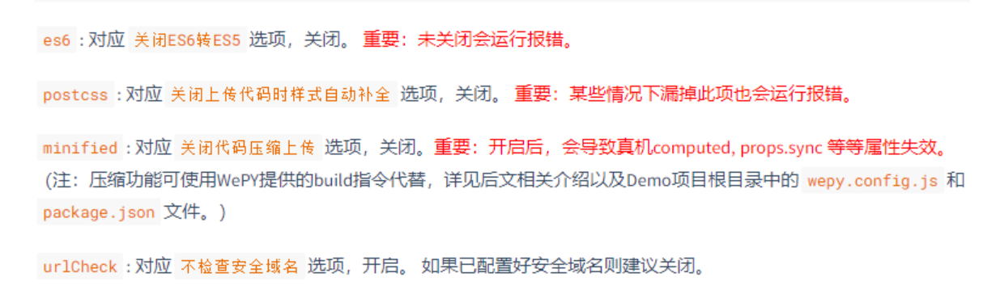 es6 : 对应 关闭ES6转ES5 选项，关闭。 重要：未关闭会运行报错。
postcss : 对应 关闭上传代码时样式自动补全 选项，关闭。 重要：某些情况下漏掉此项也会运行报错。
minified : 对应 关闭代码压缩上传 选项，关闭。重要：开启后，会导致真机computed, props.sync 等等属性失效。
(注：压缩功能可使用WePY提供的build指令代替，详见后文相关介绍以及Demo项目根目录中的 wepy.config.js 和
package.json 文件。)
urlCheck : 对应 不检查安全域名 选项，开启。 如果已配置好安全域名则建议关闭。